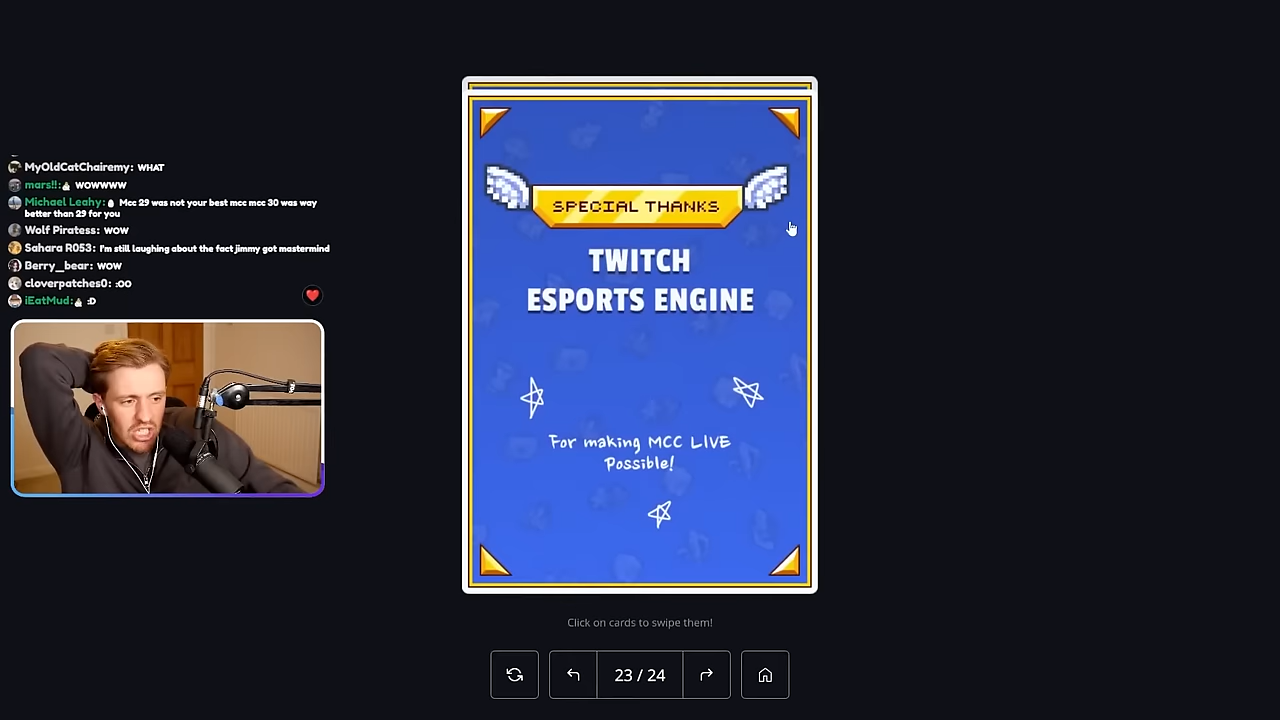 MyOldCatChairemy: WHAT
mars!!: WOWWWW
Michael Leahy: Mcc 29 was not your best mcc mcc 30 was way
better than 29 for you
Wolf Piratess: WOW
Sahara R053: I'm still laughing about the fact jimmy got mastermind
Berry_bear: WOW
cloverpatches0: :OO
iEatMud: :D
SPECIAL THANKS
TWITCH
ESPORTS ENGINE
For making MCC LIVE
Possible!
Click on cards to swipe them!
23 / 24